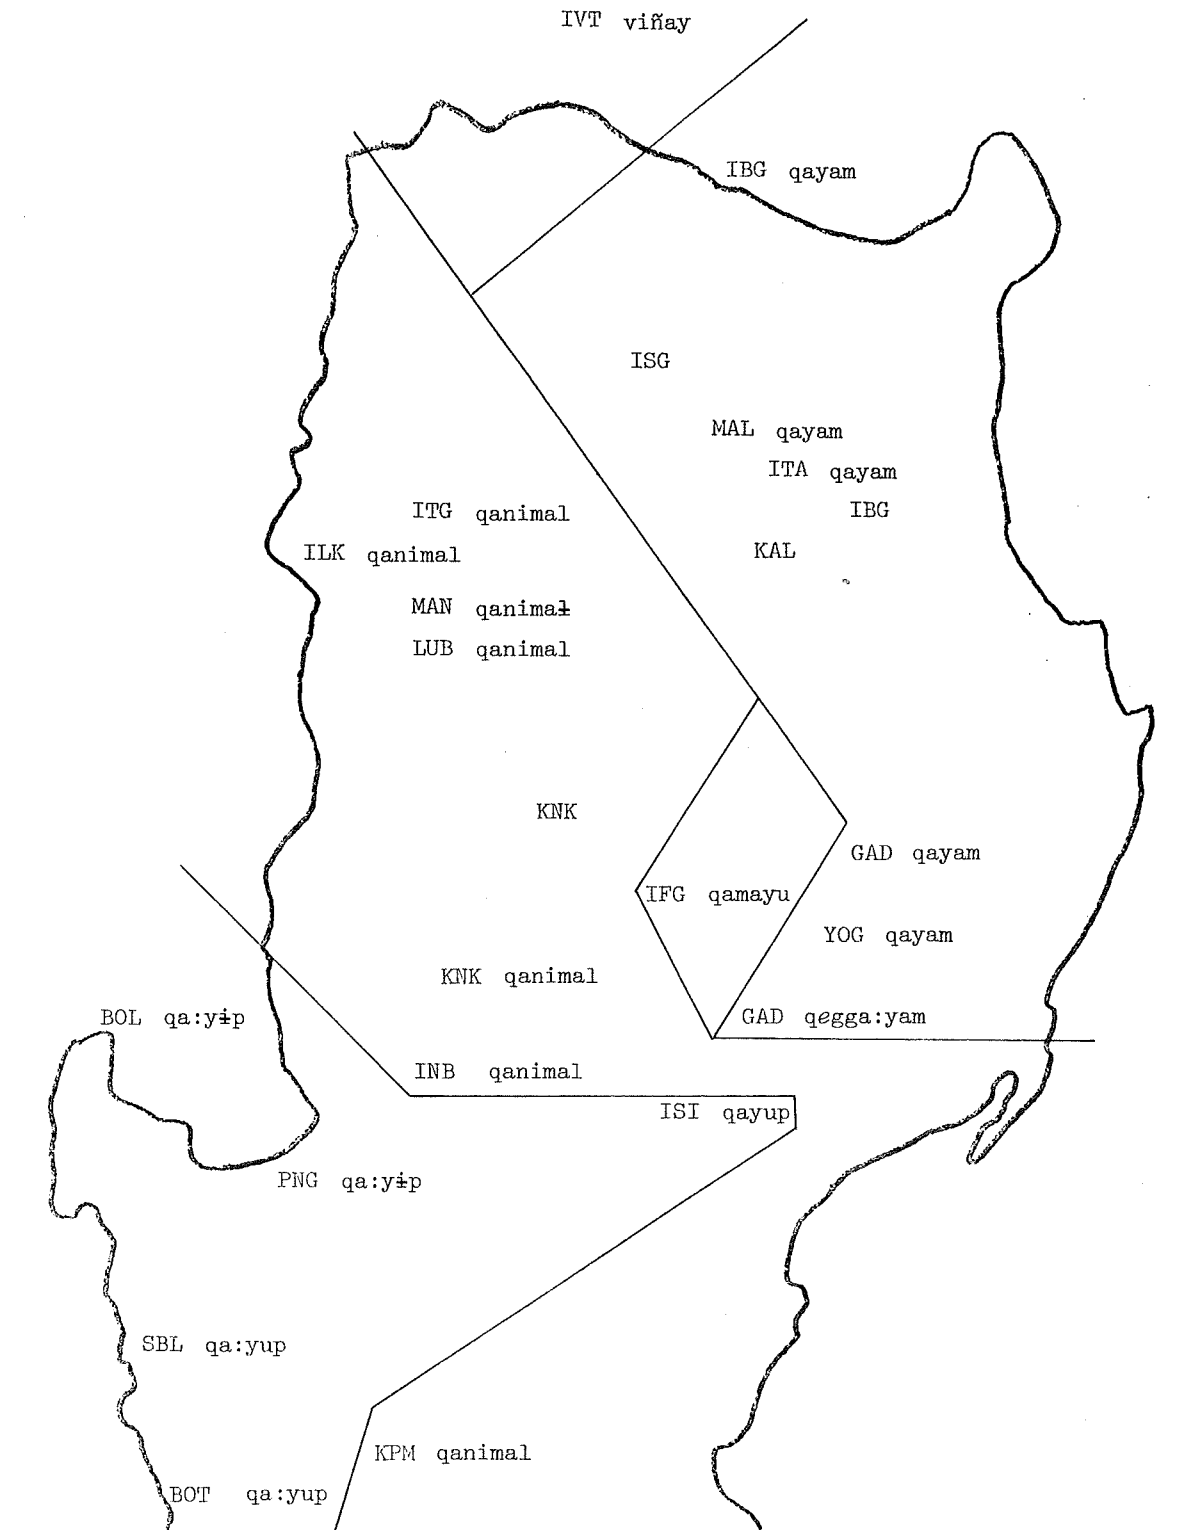 IVT viñay
IBG qayam
ISG
MAL qayam
ITA qayam
IBG
ITG qanimal
ILK qanimal
KAL
MAN qanimaɫ
LUB qanimal
KNK
GAD qayam
IFG qamayu
YOG qayam
KNK qanimal
BOL qa:yɨp
GAD qegga:yam
INB qanimal
ISI qayup
PNG qa:yɨp
SBL qa:yup
KPM qanimal
BOT qa:yup